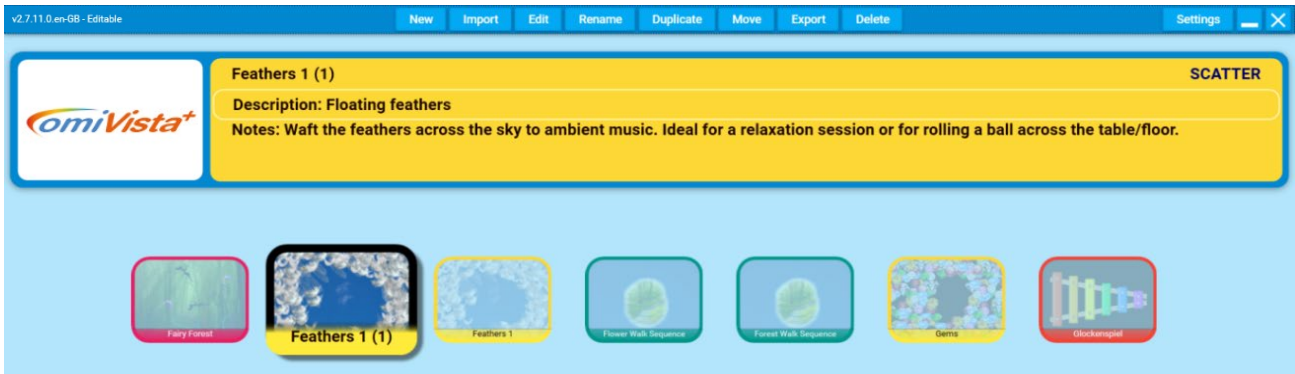 v2.7.11.0.en-GB - Editable
New Import Edit Rename Duplicate Move Export Delete
Settings
omiVista+
Feathers 1 (1)
SCATTER
Description: Floating feathers
Notes: Waft the feathers across the sky to ambient music. Ideal for a relaxation session or for rolling a ball across the table/floor.
Fairy Forest
Feathers 1 (1)
Feathers 1
Flower Walk Sequence
Forest Walk Sequence
Gems
Glockenspiel